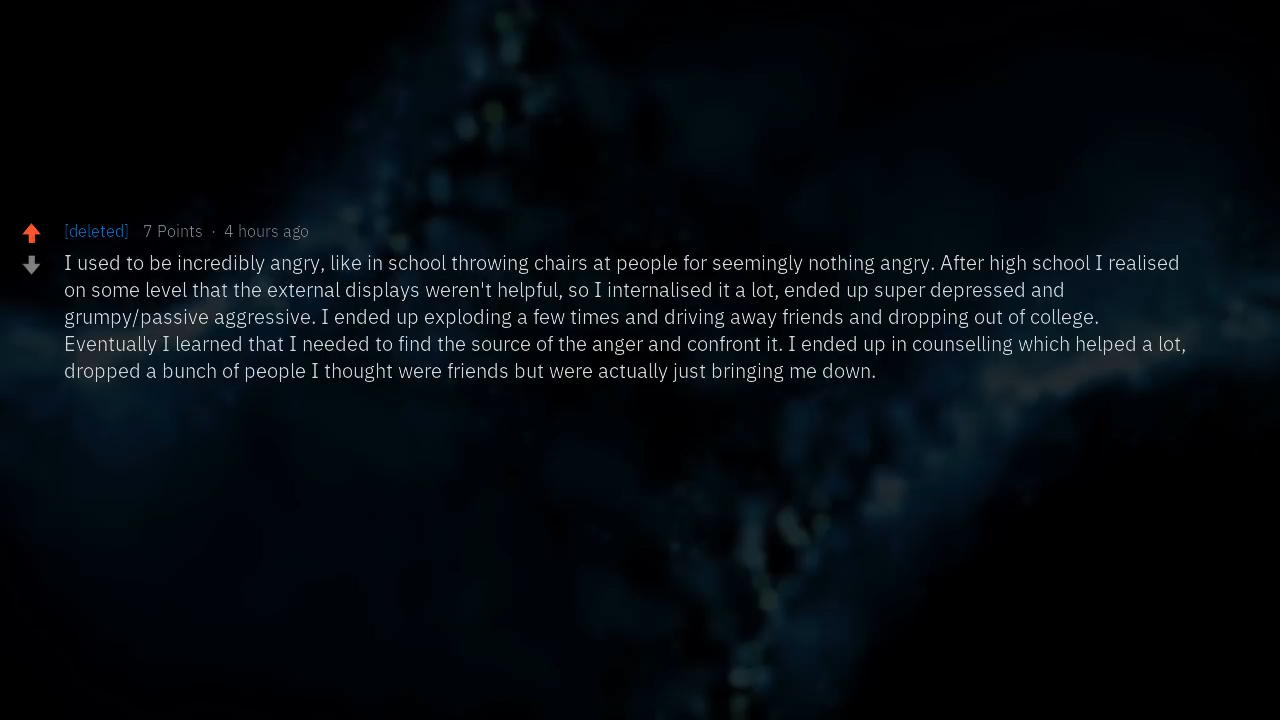 [deleted] 7 Points · 4 hours ago
I used to be incredibly angry, like in school throwing chairs at people for seemingly nothing angry. After high school I realised
on some level that the external displays weren't helpful, so I internalised it a lot, ended up super depressed and
grumpy/passive aggressive. I ended up exploding a few times and driving away friends and dropping out of college.
Eventually I learned that I needed to find the source of the anger and confront it. I ended up in counselling which helped a lot,
dropped a bunch of people I thought were friends but were actually just bringing me down.